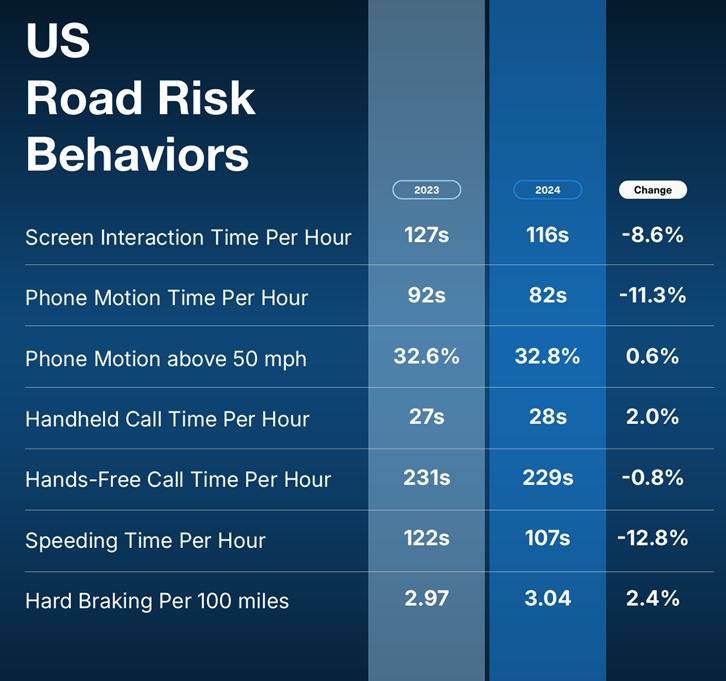 US
Road Risk
Behaviors
2023 2024 Change
Screen Interaction Time Per Hour 127s 116s -8.6%
Phone Motion Time Per Hour 92s 82s -11.3%
Phone Motion above 50 mph 32.6% 32.8% 0.6%
Handheld Call Time Per Hour 27s 28s 2.0%
Hands-Free Call Time Per Hour 231s 229s -0.8%
Speeding Time Per Hour 122s 107s -12.8%
Hard Braking Per 100 miles 2.97 3.04 2.4%